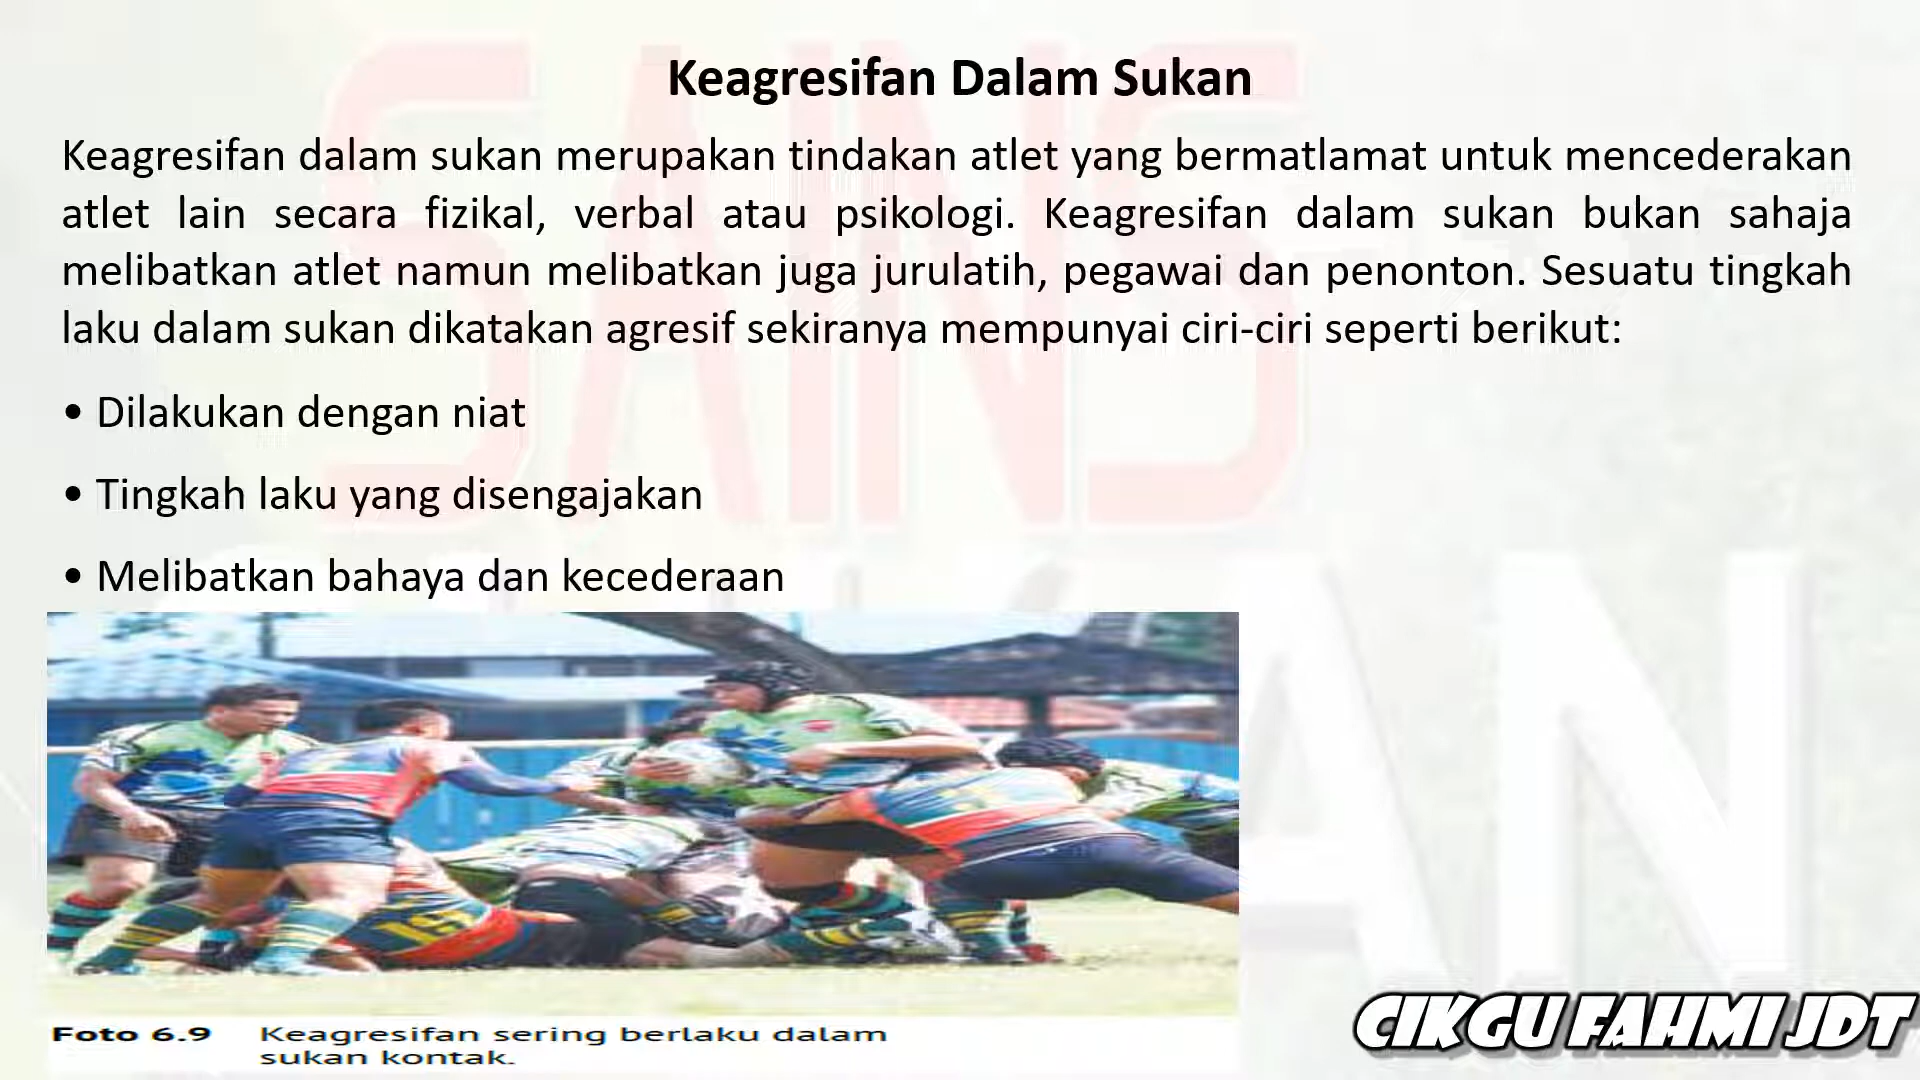 Keagresifan Dalam Sukan
Keagresifan dalam sukan merupakan tindakan atlet yang bermatlamat untuk mencederakan
atlet lain secara fizikal, verbal atau psikologi. Keagresifan dalam sukan bukan sahaja
melibatkan atlet namun melibatkan juga jurulatih, pegawai dan penonton. Sesuatu tingkah
laku dalam sukan dikatakan agresif sekiranya mempunyai ciri-ciri seperti berikut:
• Dilakukan dengan niat
• Tingkah laku yang disengajakan
• Melibatkan bahaya dan kecederaan
SAINS
19
Foto 6.9 Keagresifan sering berlaku dalam
sukan kontak.
CIKGU FAHMI JDT